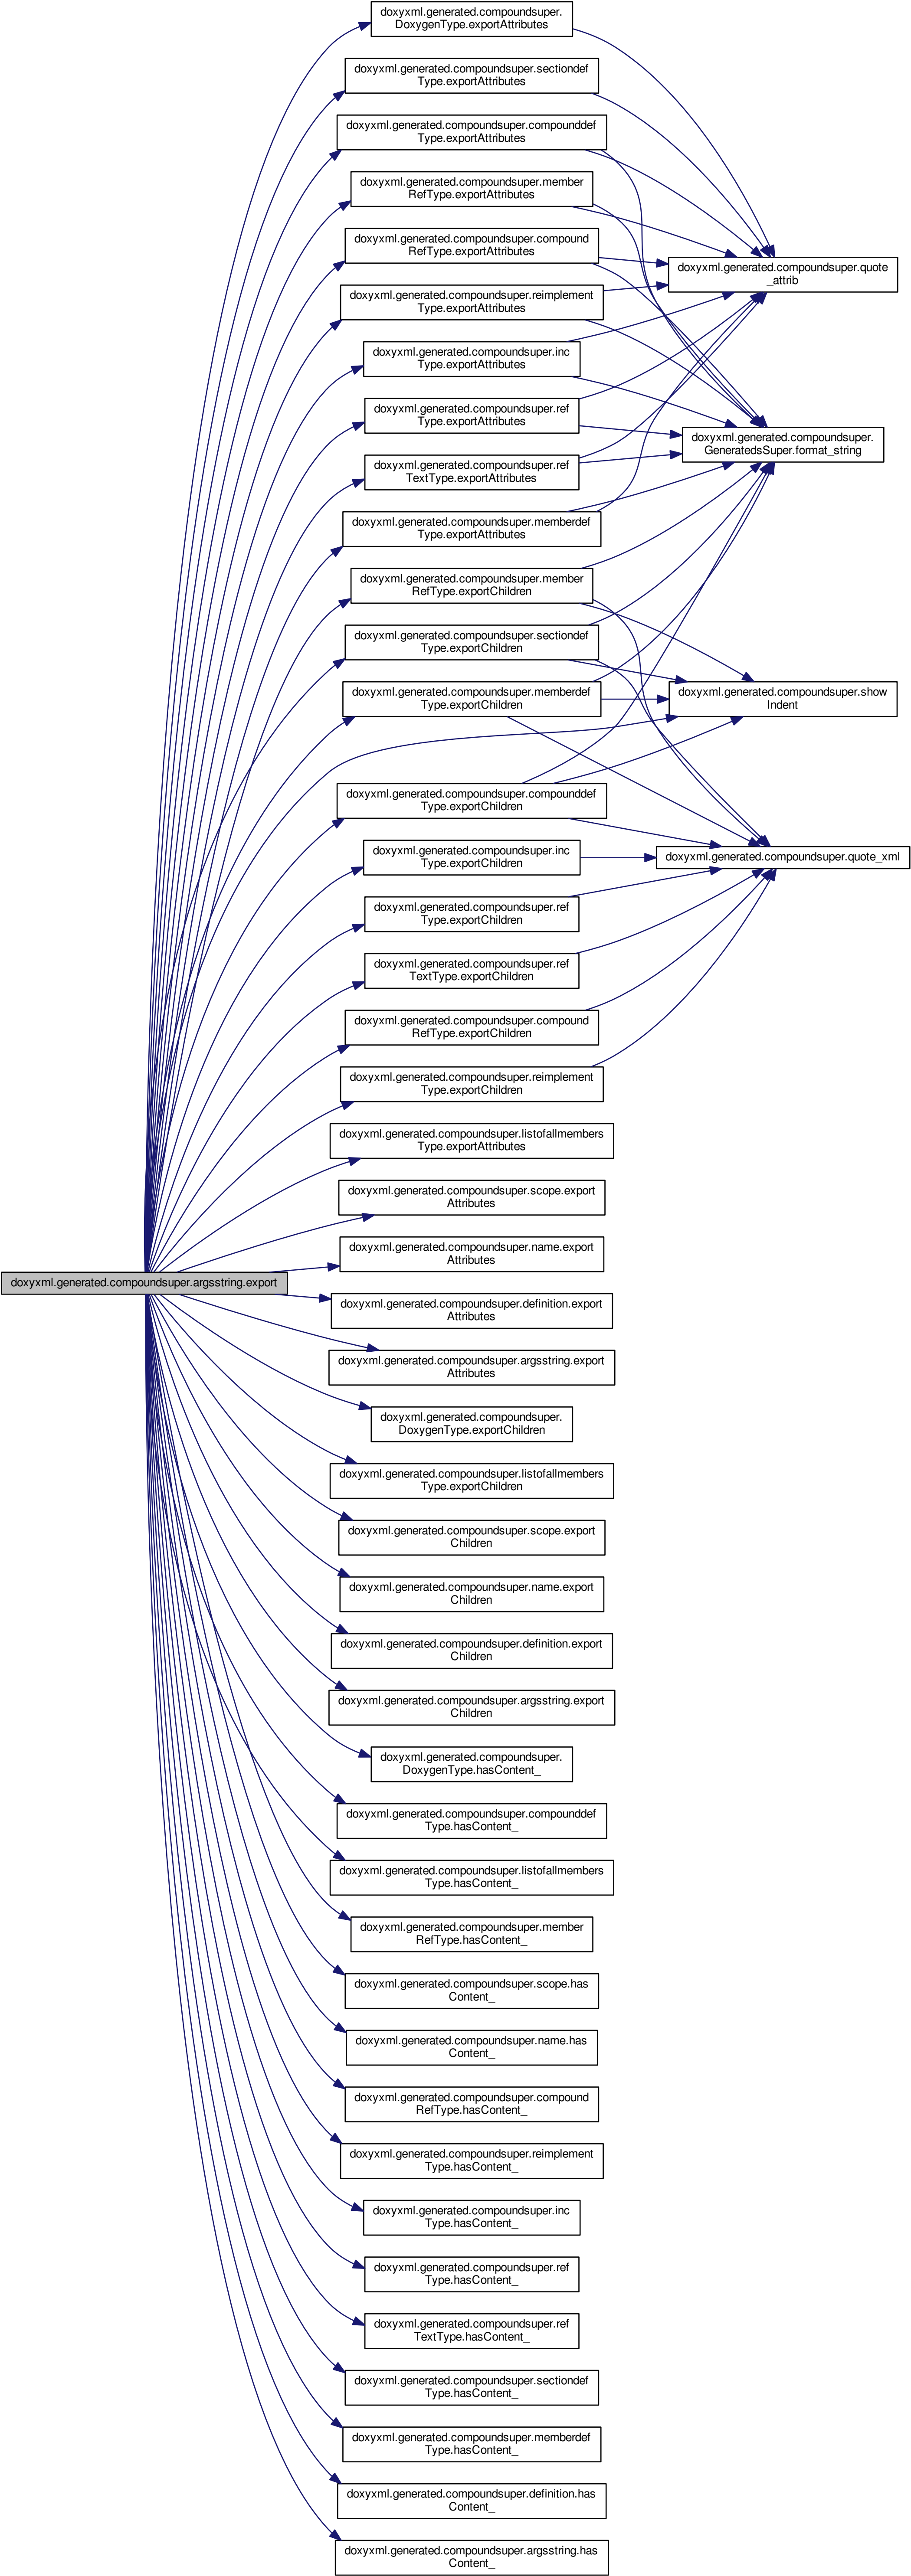 doxyxml.generated.compoundsuper.
DoxygenType.exportAttributes
doxyxml.generated.compoundsuper.sectiondef
Type.exportAttributes
doxyxml.generated.compoundsuper.compounddef
Type.exportAttributes
doxyxml.generated.compoundsuper.member
RefType.exportAttributes
doxyxml.generated.compoundsuper.compound
RefType.exportAttributes
doxyxml.generated.compoundsuper.quote
_attrib
doxyxml.generated.compoundsuper.reimplement
Type.exportAttributes
doxyxml.generated.compoundsuper.inc
Type.exportAttributes
doxyxml.generated.compoundsuper.ref
Type.exportAttributes
doxyxml.generated.compoundsuper.
GeneratedsSuper.format_string
doxyxml.generated.compoundsuper.ref
TextType.exportAttributes
doxyxml.generated.compoundsuper.memberdef
Type.exportAttributes
doxyxml.generated.compoundsuper.member
RefType.exportChildren
doxyxml.generated.compoundsuper.sectiondef
Type.exportChildren
doxyxml.generated.compoundsuper.memberdef
Type.exportChildren
doxyxml.generated.compoundsuper.show
Indent
doxyxml.generated.compoundsuper.compounddef
Type.exportChildren
doxyxml.generated.compoundsuper.inc
Type.exportChildren
doxyxml.generated.compoundsuper.quote_xml
doxyxml.generated.compoundsuper.ref
Type.exportChildren
doxyxml.generated.compoundsuper.ref
TextType.exportChildren
doxyxml.generated.compoundsuper.compound
RefType.exportChildren
doxyxml.generated.compoundsuper.reimplement
Type.exportChildren
doxyxml.generated.compoundsuper.listofallmembers
Type.exportAttributes
doxyxml.generated.compoundsuper.scope.export
Attributes
doxyxml.generated.compoundsuper.name.export
Attributes
doxyxml.generated.compoundsuper.argsstring.export
doxyxml.generated.compoundsuper.definition.export
Attributes
doxyxml.generated.compoundsuper.argsstring.export
Attributes
doxyxml.generated.compoundsuper.
DoxygenType.exportChildren
doxyxml.generated.compoundsuper.listofallmembers
Type.exportChildren
doxyxml.generated.compoundsuper.scope.export
Children
doxyxml.generated.compoundsuper.name.export
Children
doxyxml.generated.compoundsuper.definition.export
Children
doxyxml.generated.compoundsuper.argsstring.export
Children
doxyxml.generated.compoundsuper.
DoxygenType.hasContent_
doxyxml.generated.compoundsuper.compounddef
Type.hasContent_
doxyxml.generated.compoundsuper.listofallmembers
Type.hasContent_
doxyxml.generated.compoundsuper.member
RefType.hasContent_
doxyxml.generated.compoundsuper.scope.has
Content_
doxyxml.generated.compoundsuper.name.has
Content_
doxyxml.generated.compoundsuper.compound
RefType.hasContent_
doxyxml.generated.compoundsuper.reimplement
Type.hasContent_
doxyxml.generated.compoundsuper.inc
Type.hasContent_
doxyxml.generated.compoundsuper.ref
Type.hasContent_
doxyxml.generated.compoundsuper.ref
TextType.hasContent_
doxyxml.generated.compoundsuper.sectiondef
Type.hasContent_
doxyxml.generated.compoundsuper.memberdef
Type.hasContent_
doxyxml.generated.compoundsuper.definition.has
Content_
doxyxml.generated.compoundsuper.argsstring.has
Content_